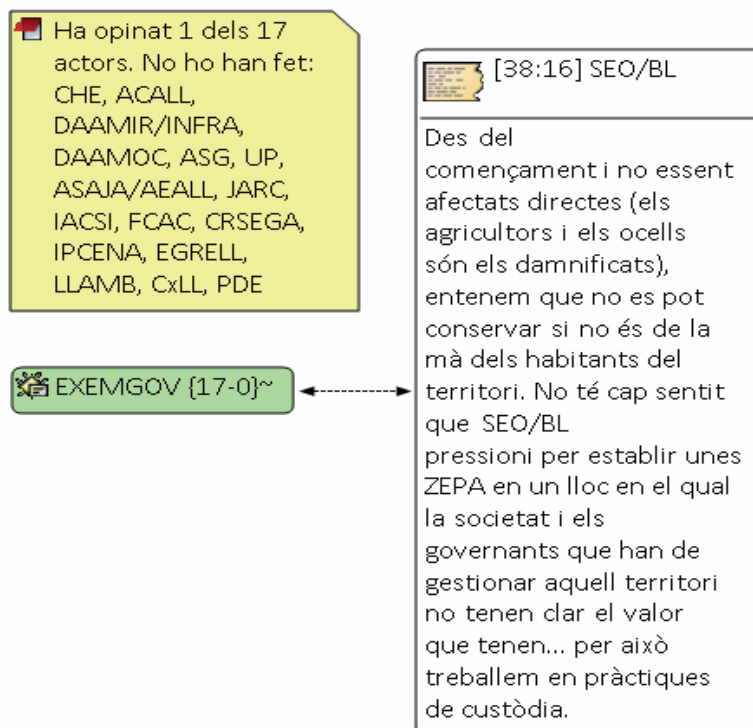 Ha opinat 1 dels 17
actors. No ho han fet:
CHE, ACALL,
DAAMIR/INFRA,
DAAMOC, ASG, UP,
ASAJA/AEALL, JARC,
IACSI, FCAC, CRSEGA,
IPCENA, EGRELL,
LLAMB, CxLL, PDE
EXEMGOV {17-0}~
[38:16] SEO/BL
Des del
començament i no essent
afectats directes (els
agricultors i els ocells
són els damnificats),
entenem que no es pot
conservar si no és de la
mà dels habitants del
territori. No té cap sentit
que SEO/BL
pressioni per establir unes
ZEPA en un lloc en el qual
la societat i els
governants que han de
gestionar aquell territori
no tenen clar el valor
que tenen... per això
treballem en pràctiques
de custòdia.